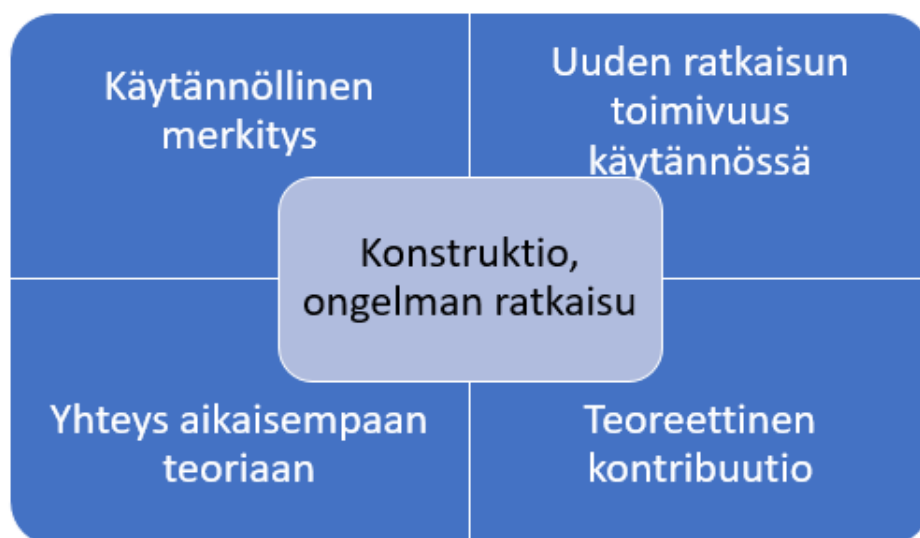 Käytännöllinen
merkitys
Uuden ratkaisun
toimivuus
käytännössä
Konstruktio,
ongelman ratkaisu
Yhteys aikaisempaan
teoriaan
Teoreettinen
kontribuutio